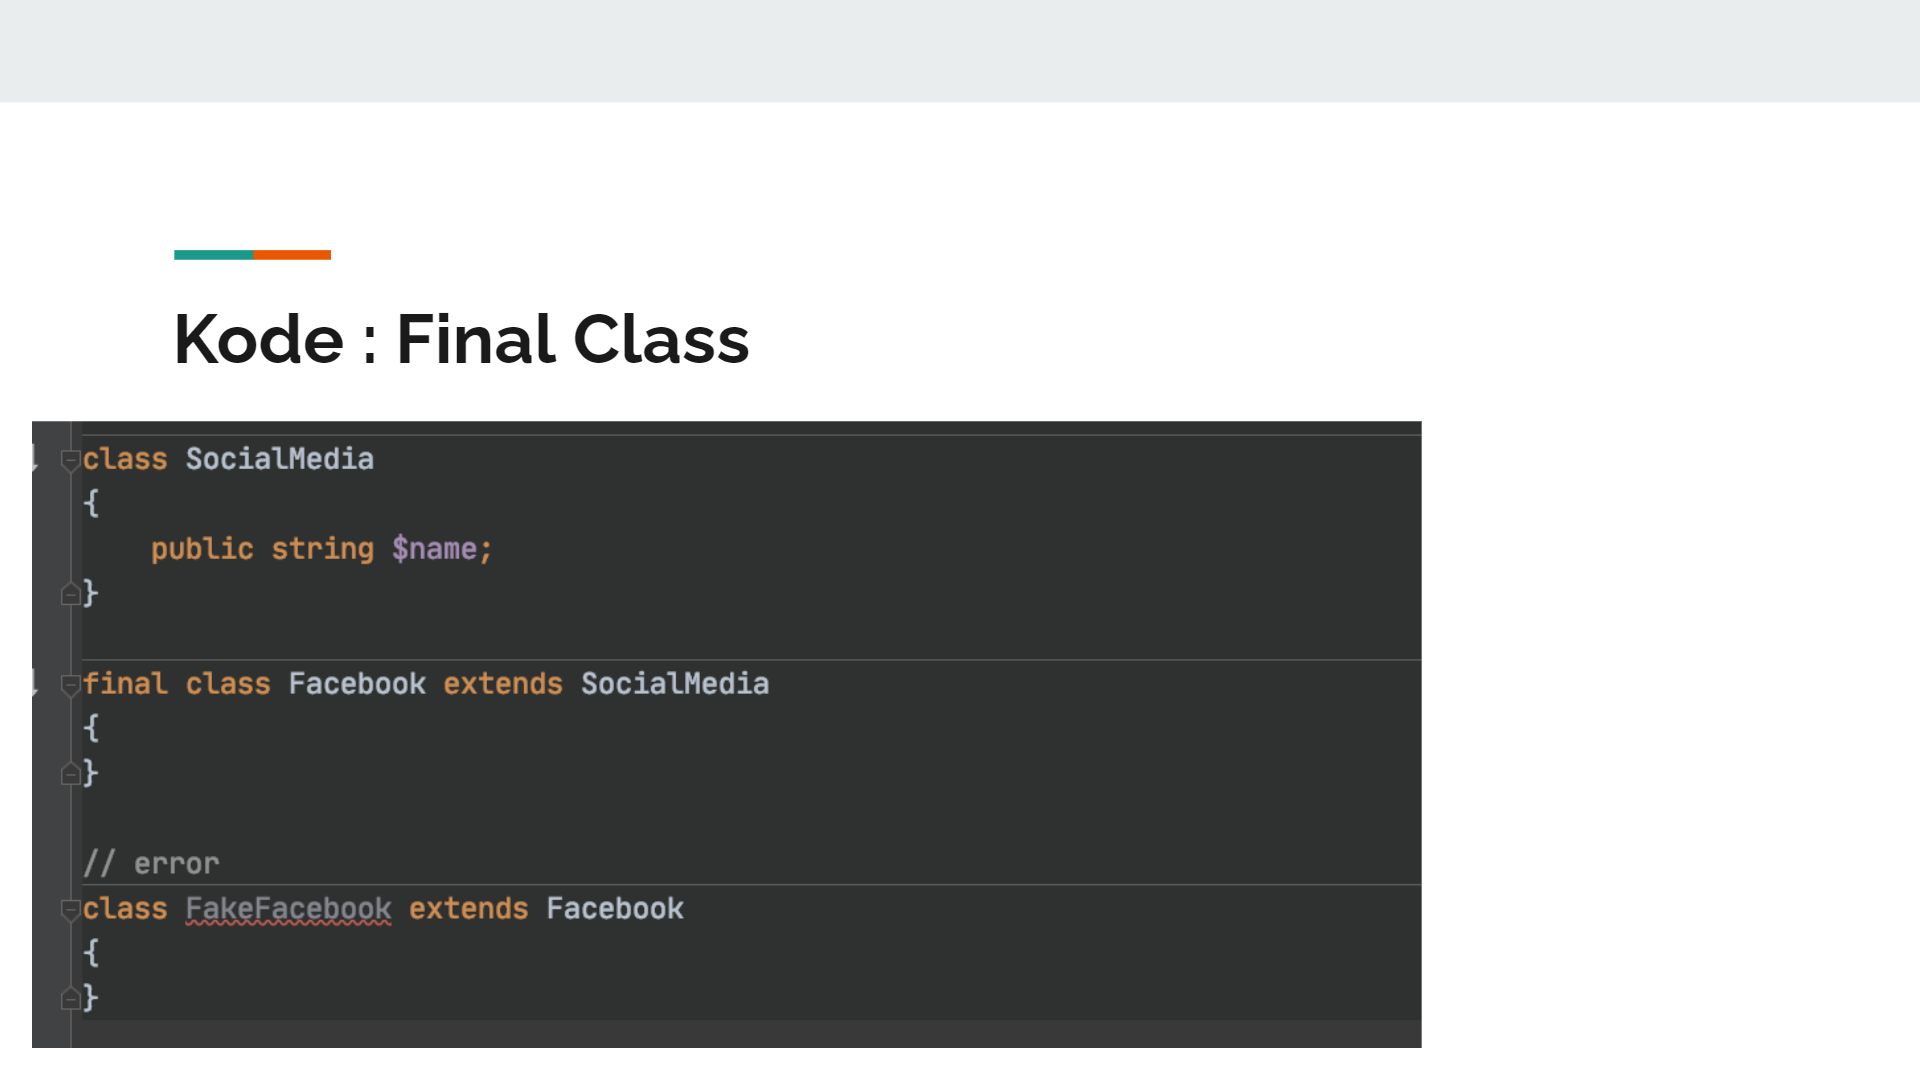 Kode : Final Class
class SocialMedia
{
    public string $name;
}
final class Facebook extends SocialMedia
{
}
// error
class FakeFacebook extends Facebook
{
}